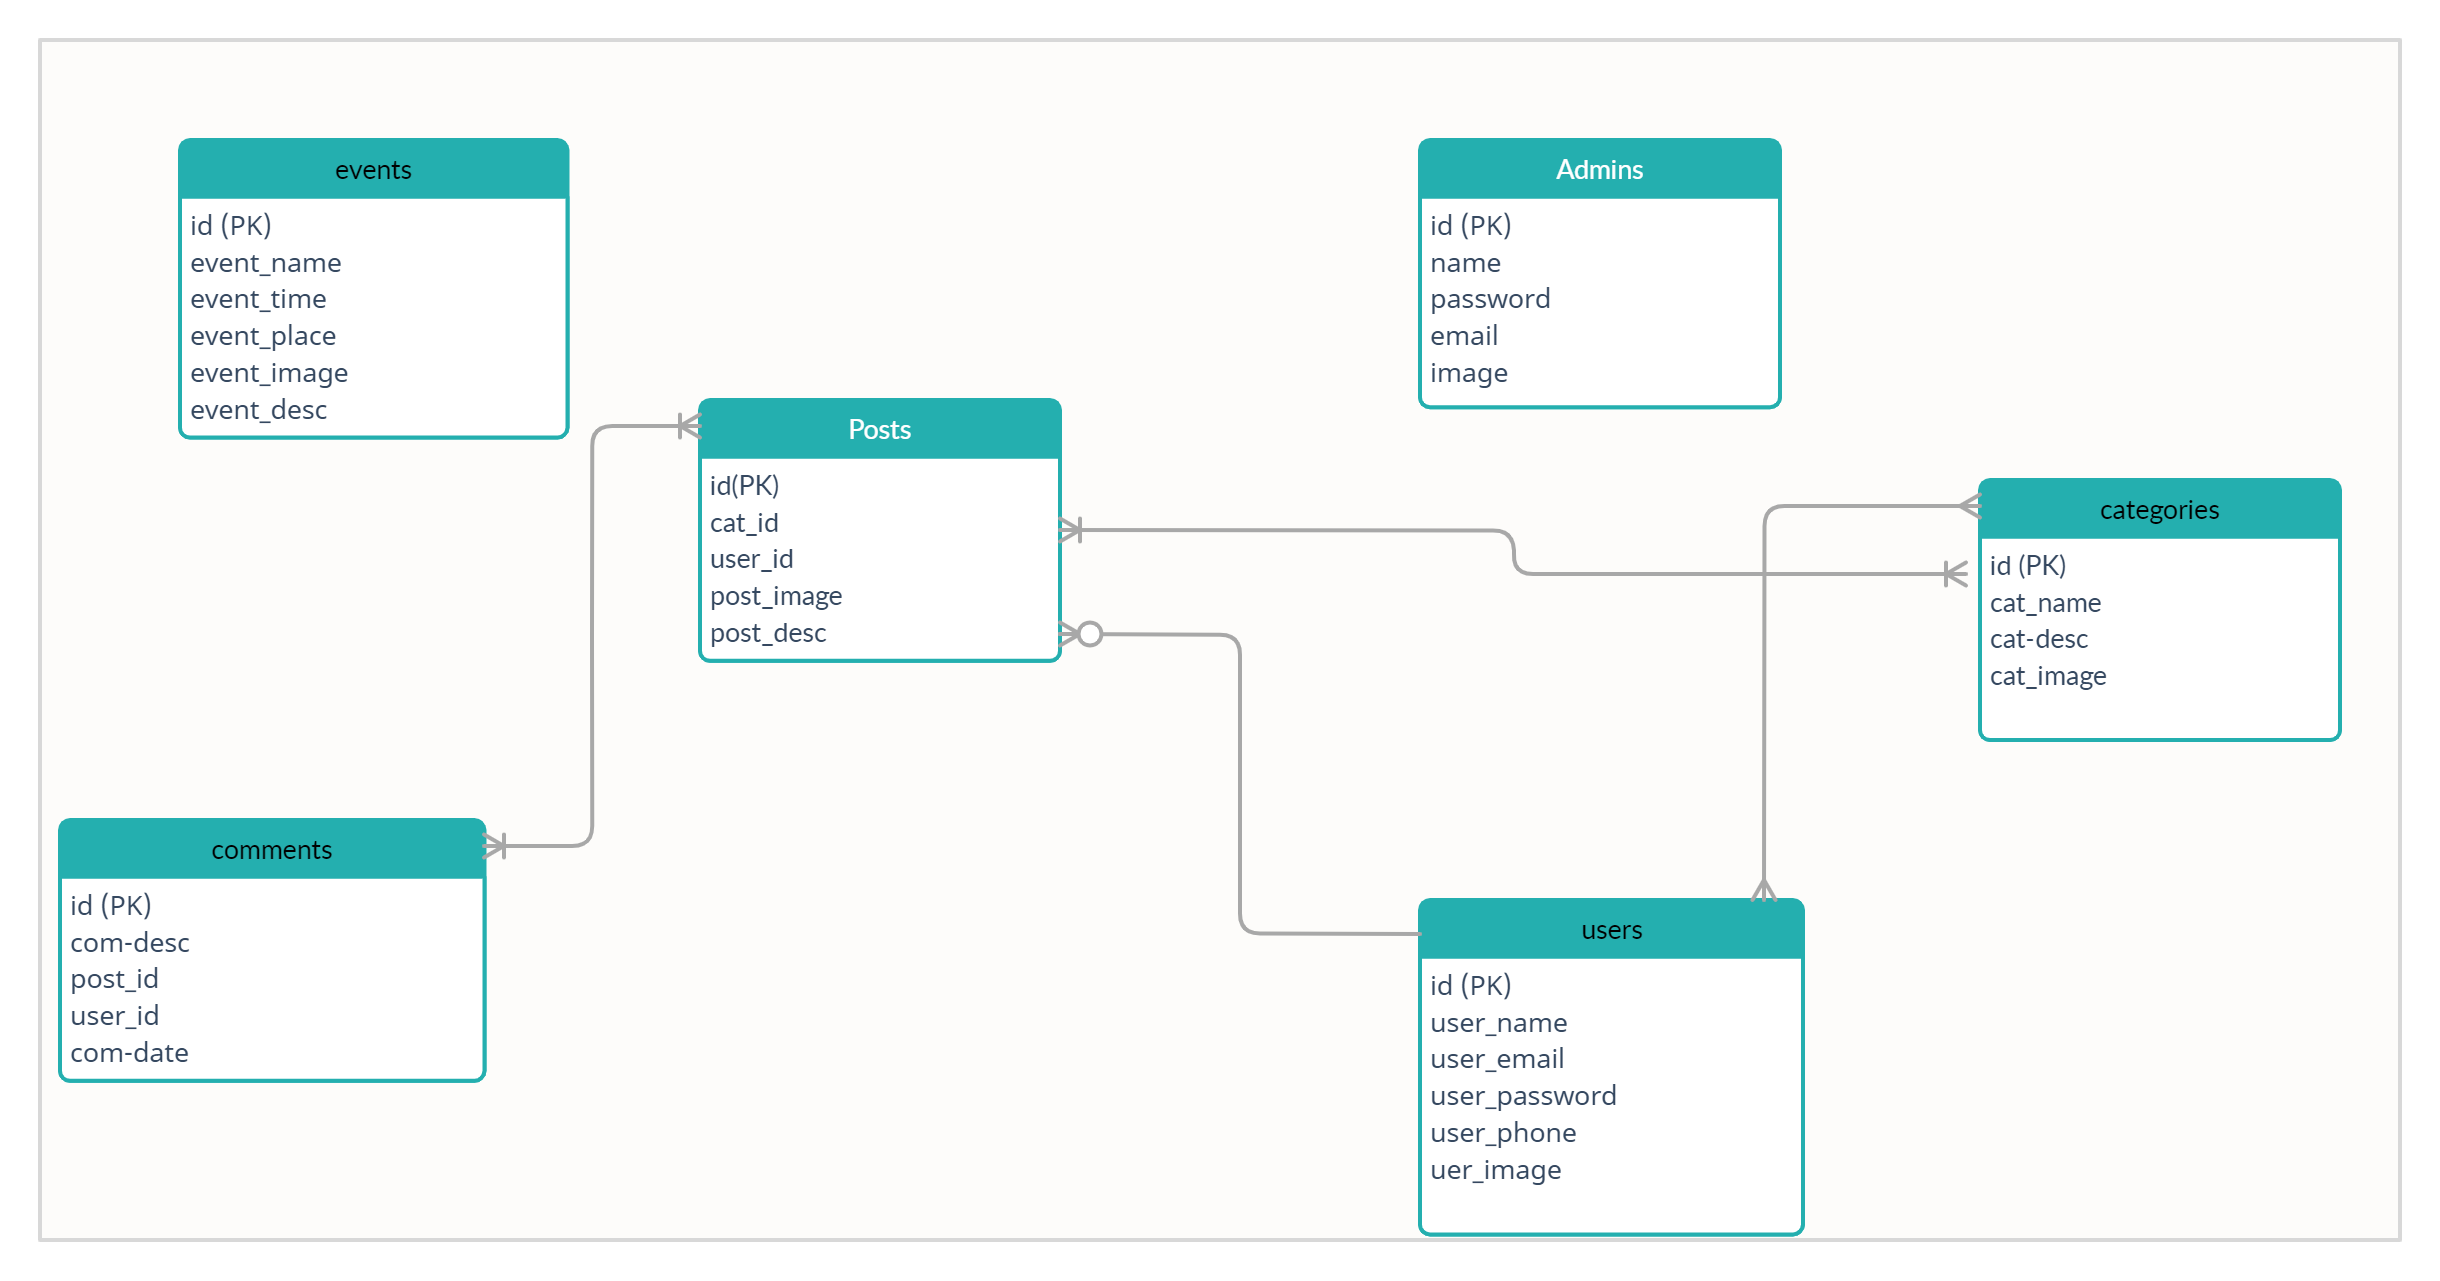 events
id (PK)
event_name
event_time
event_place
event_image
event_desc
Admins
id (PK)
name
password
email
image
Posts
id(PK)
cat_id
user_id
post_image
post_desc
categories
id (PK)
cat_name
cat-desc
cat_image
comments
id (PK)
com-desc
post_id
user_id
com-date
users
id (PK)
user_name
user_email
user_password
user_phone
uer_image